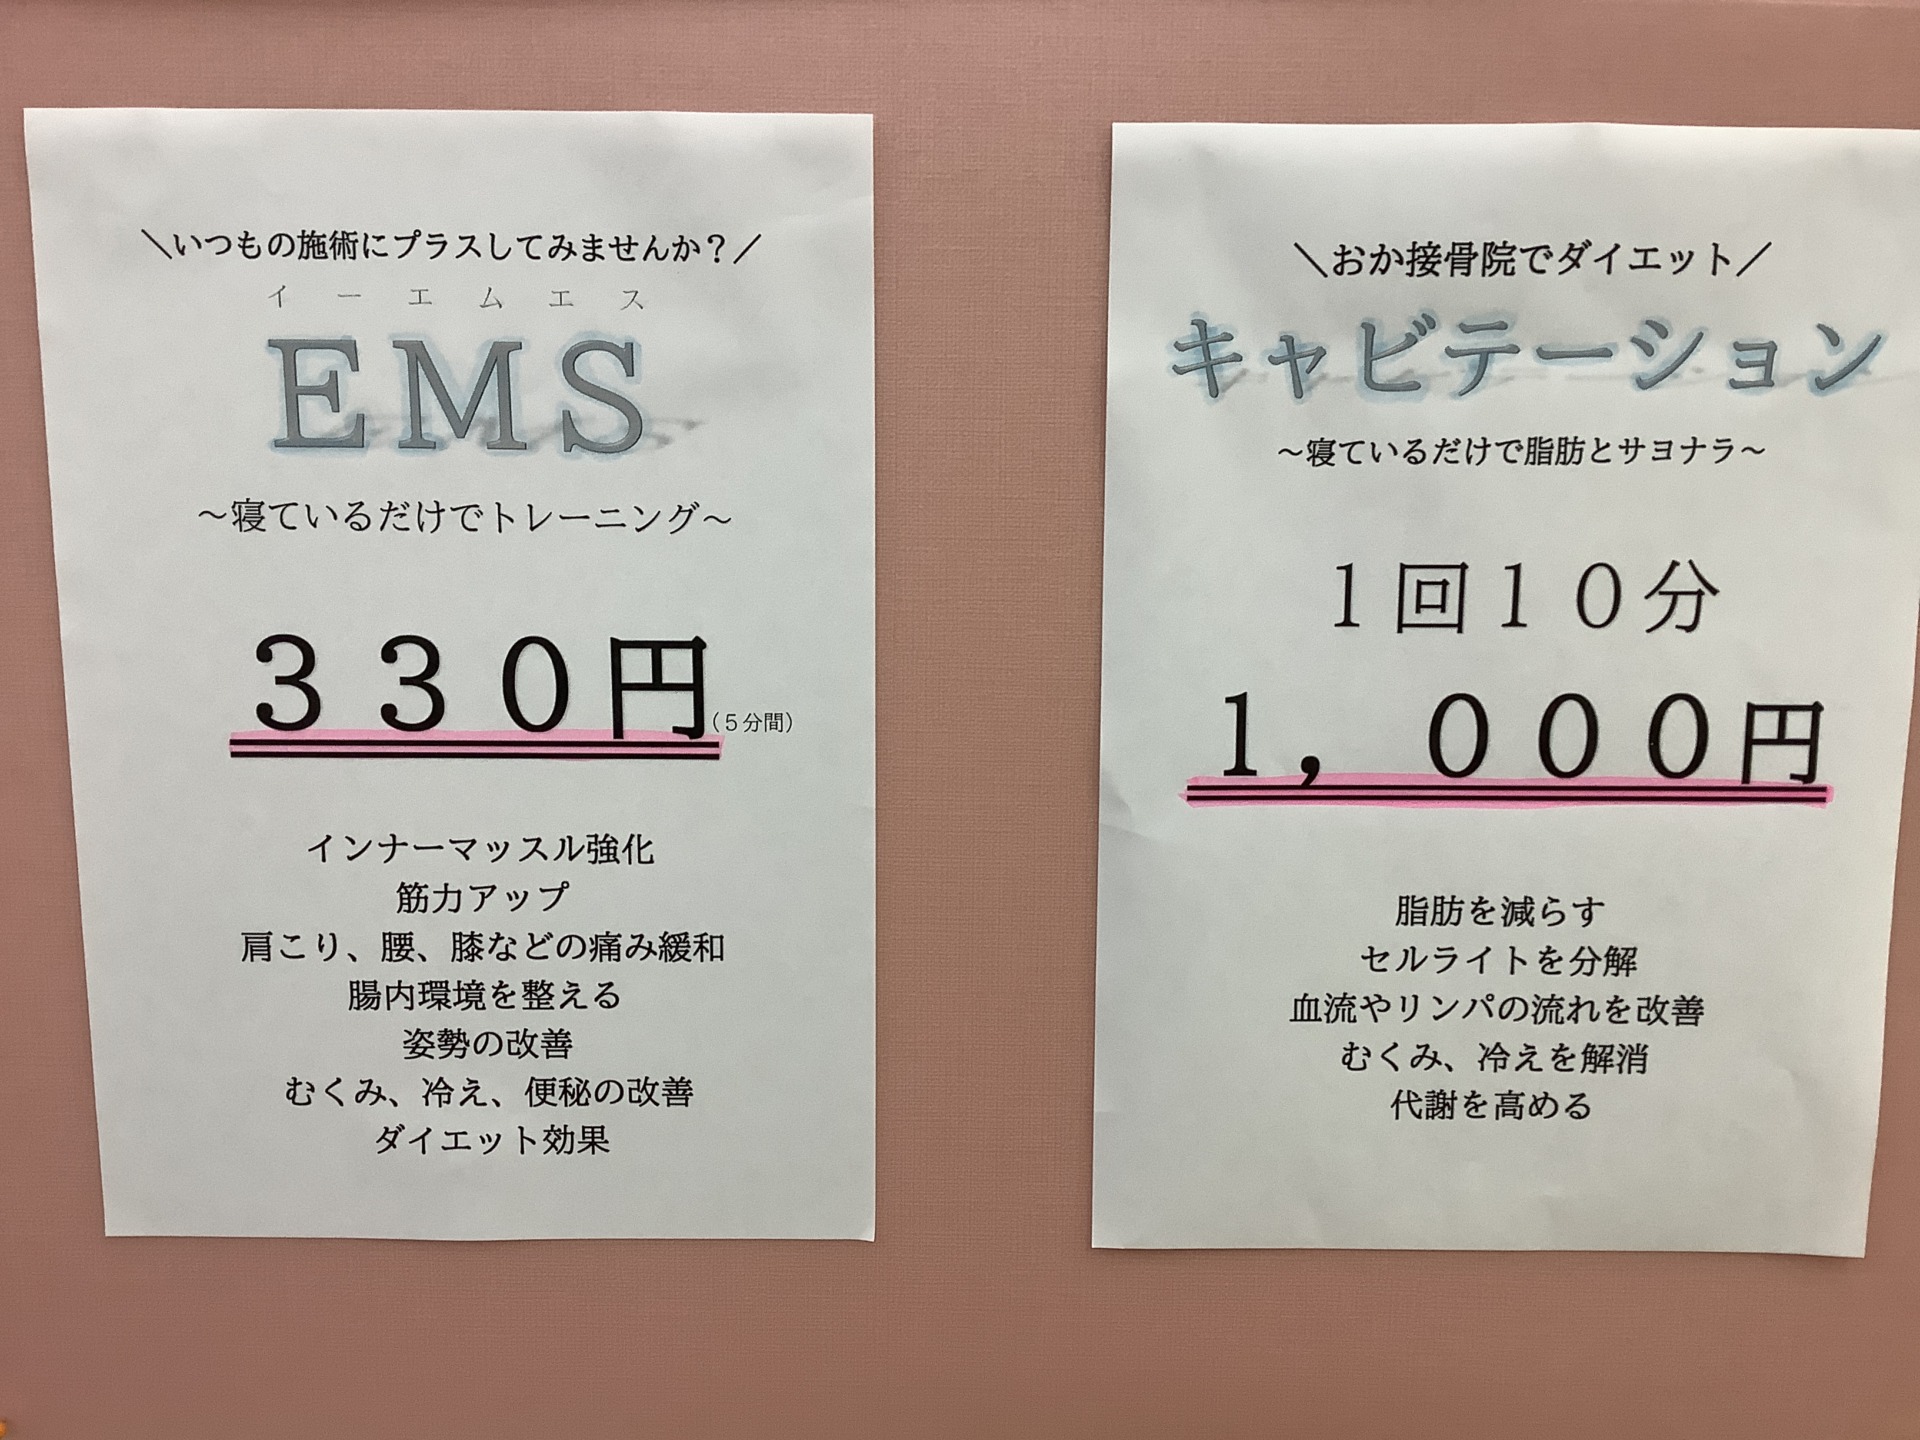 ＼いつもの施術にプラスしてみませんか？／
イーエムエス
EMS
～寝ているだけでトレーニング～
３３０円（５分間）
インナーマッスル強化
筋力アップ
肩こり、腰、膝などの痛み緩和
腸内環境を整える
姿勢の改善
むくみ、冷え、便秘の改善
ダイエット効果
＼おか接骨院でダイエット／
キャビテーション
～寝ているだけで脂肪とサヨナラ～
１回１０分
１，０００円
脂肪を減らす
セルライトを分解
血流やリンパの流れを改善
むくみ、冷えを解消
代謝を高める